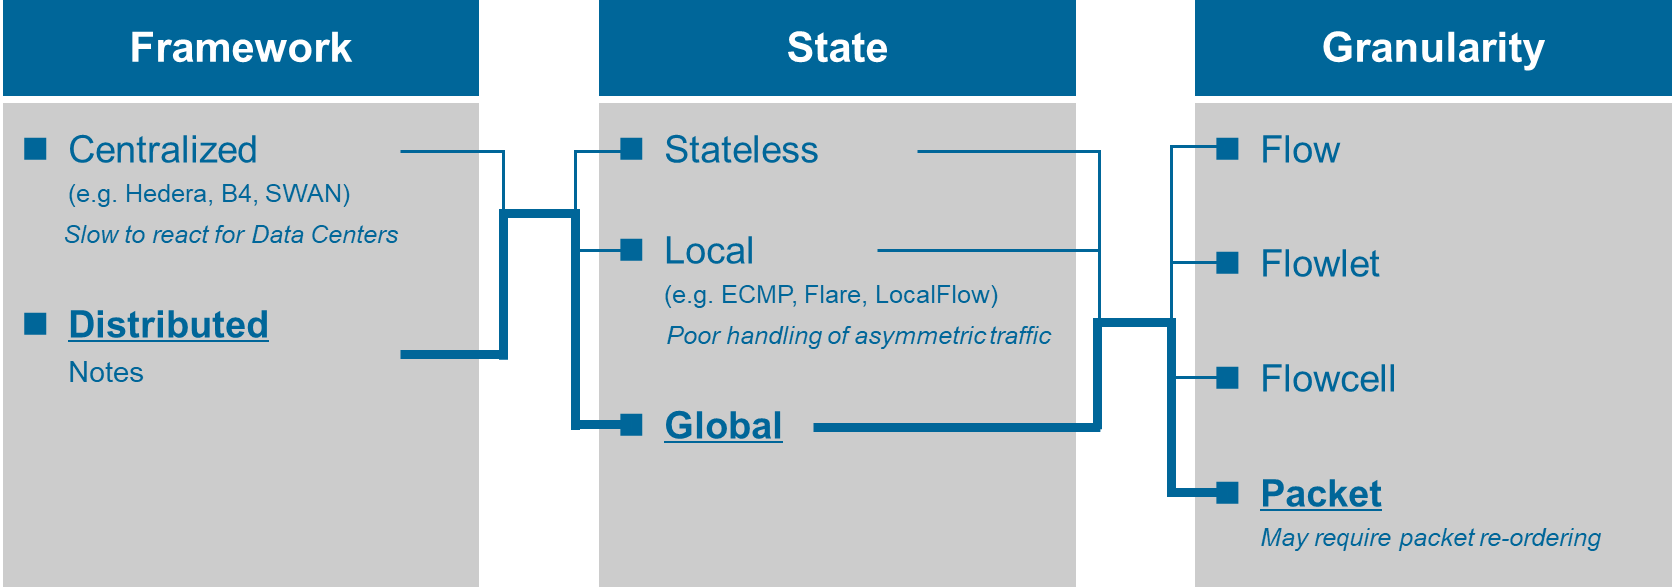 Framework
Centralized
(e.g. Hedera, B4, SWAN)
Slow to react for Data Centers
Distributed
Notes
State
Stateless
Local
(e.g. ECMP, Flare, LocalFlow)
Poor handling of asymmetric traffic
Global
Granularity
Flow
Flowlet
Flowcell
Packet
May require packet re-ordering